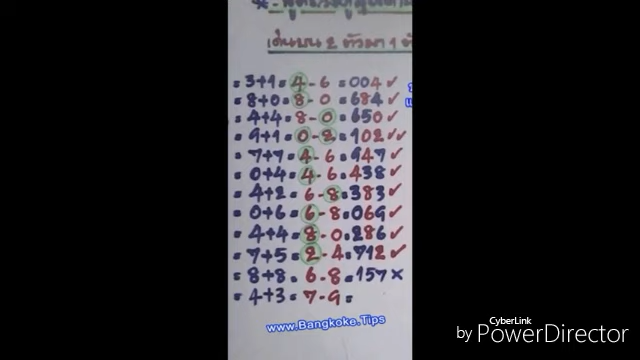 เด่นบน 2 ตัวมา 1 ตัว
= 3+1 = 4 - 6 = 004 ✓
= 8+0 = 8 - 0 = 684 ✓
= 4+4 = 8 - 0 = 650 ✓
= 9+1 = 0 - 2 = 102 ✓✓
= 7+7 = 4 - 6 = 947 ✓
= 0+4 = 4 - 6 = 438 ✓
= 4+2 = 6 - 8 = 383 ✓
= 0+6 = 6 - 8 = 069 ✓
= 4+4 = 8 - 0 = 286 ✓
= 7+5 = 2 - 4 = 712 ✓
= 8+8 = 6 - 8 = 157 ×
= 4+3 = 7 - 9 =
www.Bangkoke.Tips
CyberLink
by PowerDirector